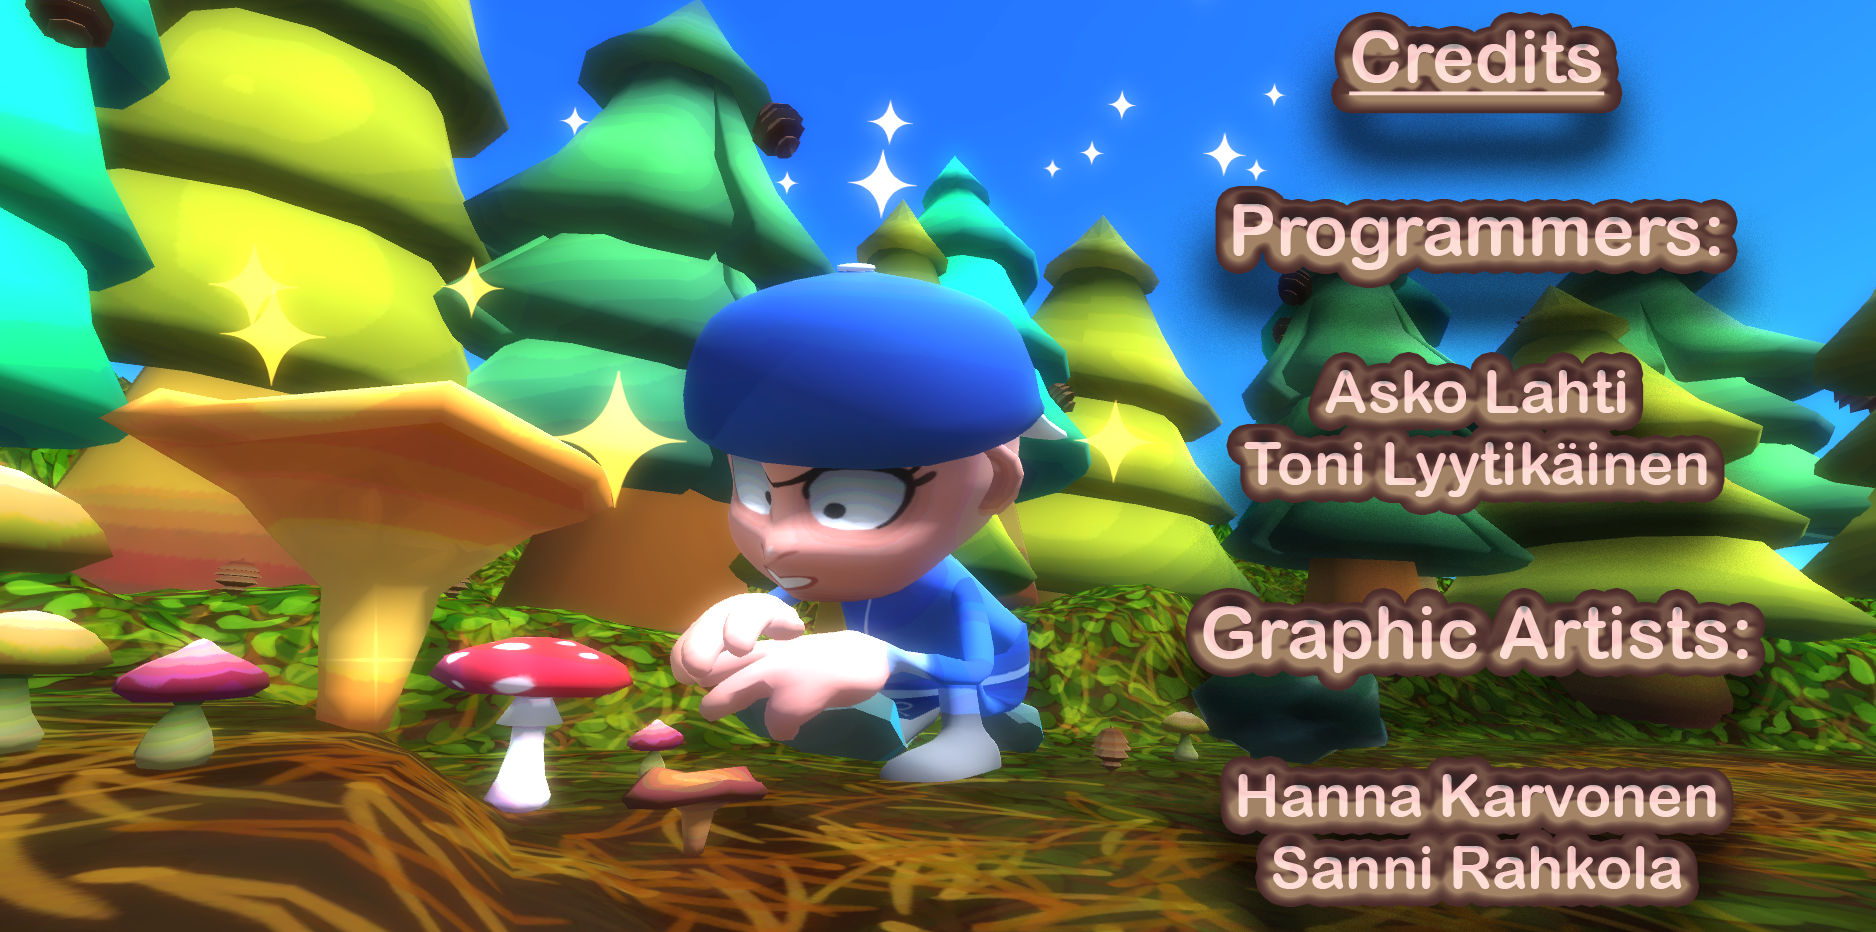 Credits
Programmers:
Asko Lahti
Toni Lyytikäinen
Graphic Artists:
Hanna Karvonen
Sanni Rahkola